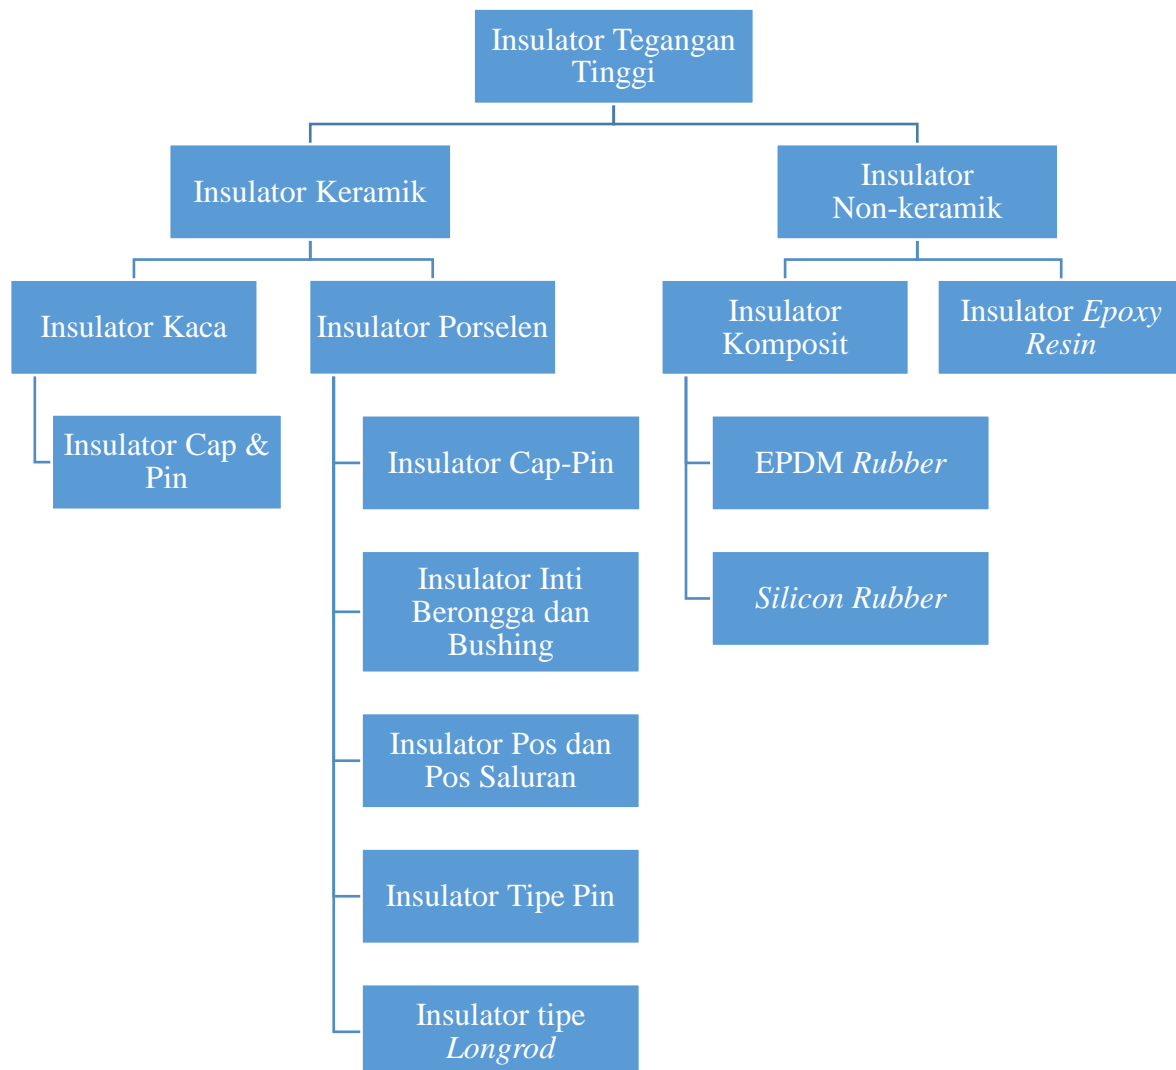 Insulator Tegangan
Tinggi
Insulator Keramik
Insulator
Non-keramik
Insulator Kaca
Insulator Porselen
Insulator
Komposit
Insulator Epoxy
Resin
Insulator Cap &
Pin
Insulator Cap-Pin
EPDM Rubber
Insulator Inti
Berongga dan
Bushing
Silicon Rubber
Insulator Pos dan
Pos Saluran
Insulator Tipe Pin
Insulator tipe
Longrod